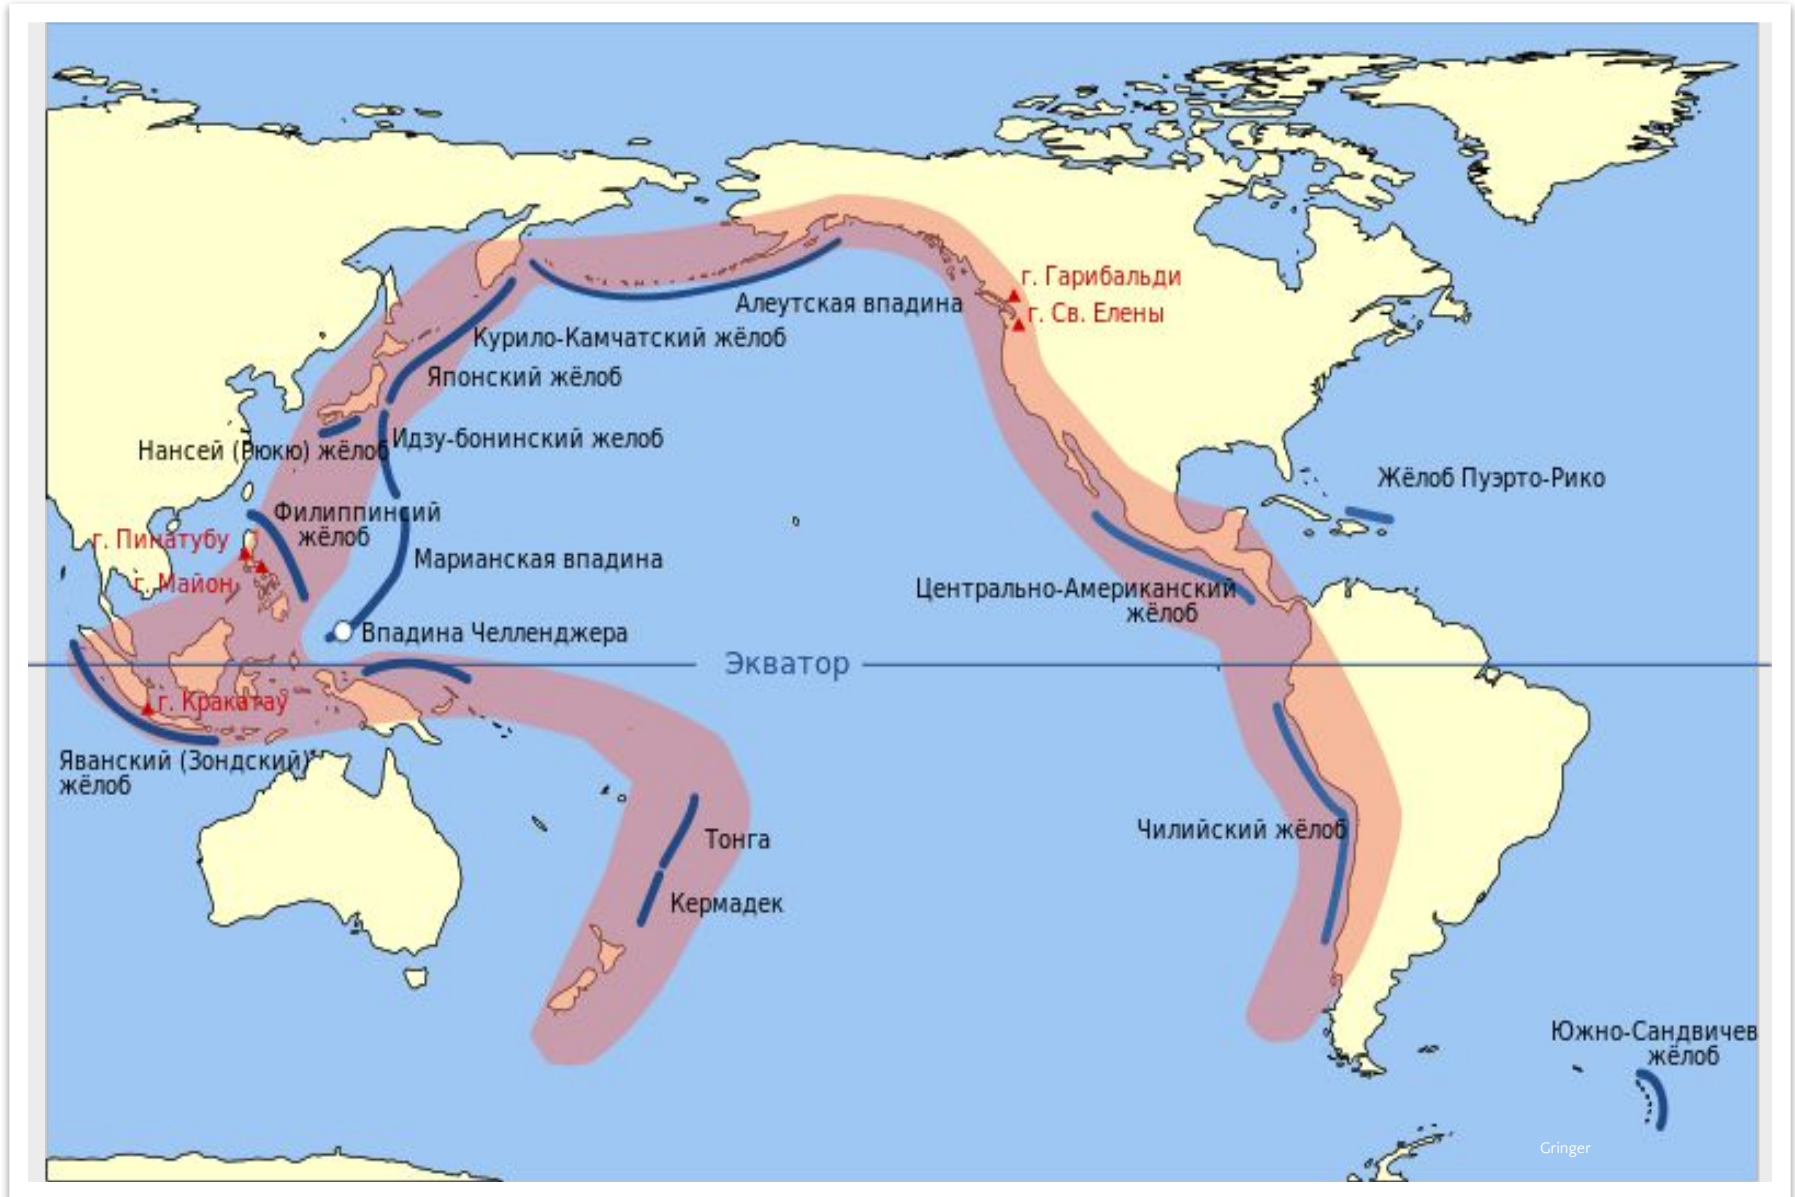 г. Гарибальди
г. Св. Елены
Алеутская впадина
Курило-Камчатский жёлоб
Японский жёлоб
Идзу-бонинский желоб
Нансей (Рюкю) жёлоб
Жёлоб Пуэрто-Рико
Филиппинсий
жёлоб
г. Пинатубу
Марианская впадина
г. Майон
Центрально-Американский
жёлоб
Впадина Челленджера
Экватор
г. Кракатау
Яванский (Зондский)
жёлоб
Чилийский жёлоб
Тонга
Кермадек
Южно-Сандвичев
жёлоб
Gringer